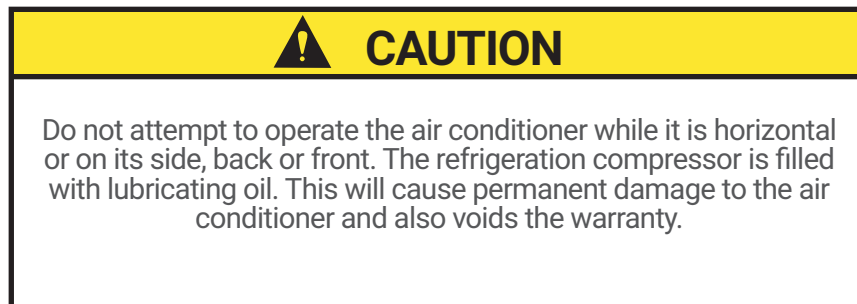 CAUTION
Do not attempt to operate the air conditioner while it is horizontal
or on its side, back or front. The refrigeration compressor is filled
with lubricating oil. This will cause permanent damage to the air
conditioner and also voids the warranty.